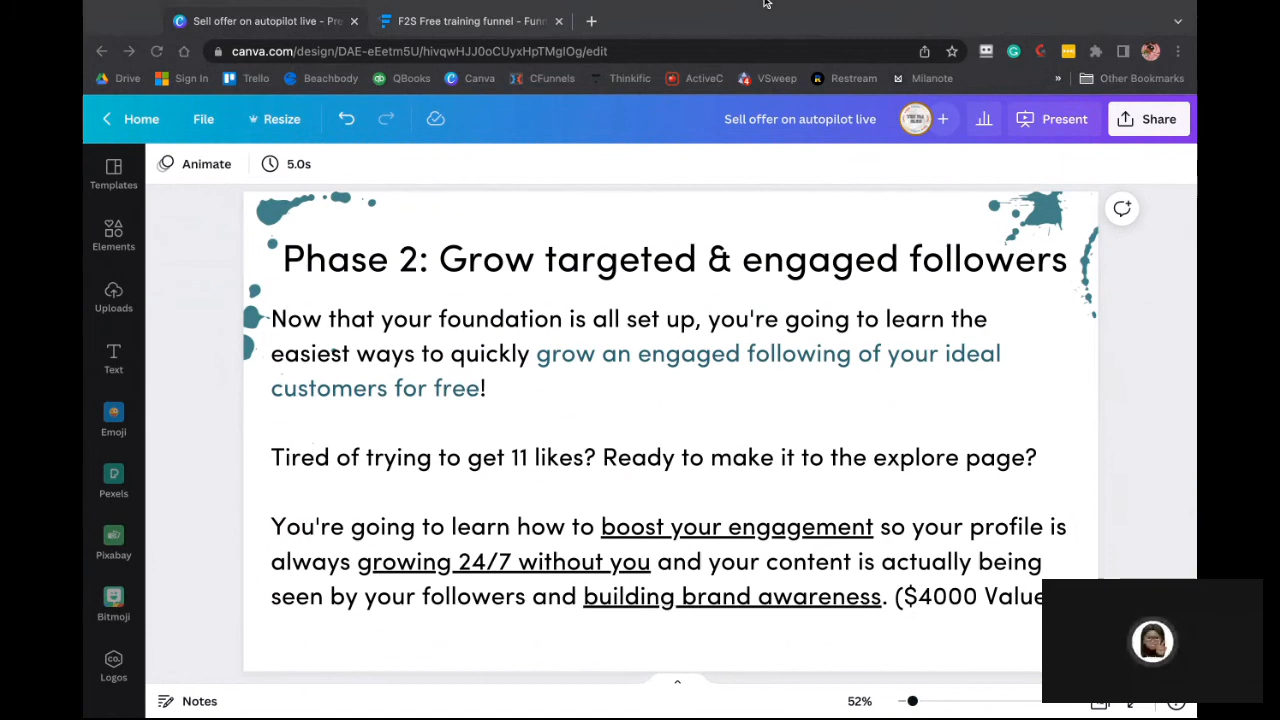 Sell offer on autopilot live - Pre
F2S Free training funnel - Funn
canva.com/design/DAE-eEetm5U/hivqwHJJ0oCUyxHpTMgIOg/edit
Drive
Sign In
Trello
Beachbody
QBooks
Canva
CFunnels
Thinkific
ActiveC
VSweep
Restream
Milanote
»
Other Bookmarks
Home
File
Resize
Sell offer on autopilot live
Present
Share
Templates
Elements
Uploads
Text
Emoji
Pexels
Pixabay
Bitmoji
CO.
Logos
Animate
5.0s
Phase 2: Grow targeted & engaged followers
Now that your foundation is all set up, you're going to learn the
easiest ways to quickly grow an engaged following of your ideal
customers for free!
Tired of trying to get 11 likes? Ready to make it to the explore page?
You're going to learn how to boost your engagement so your profile is
always growing 24/7 without you and your content is actually being
seen by your followers and building brand awareness. ($4000 Value
Notes
52%